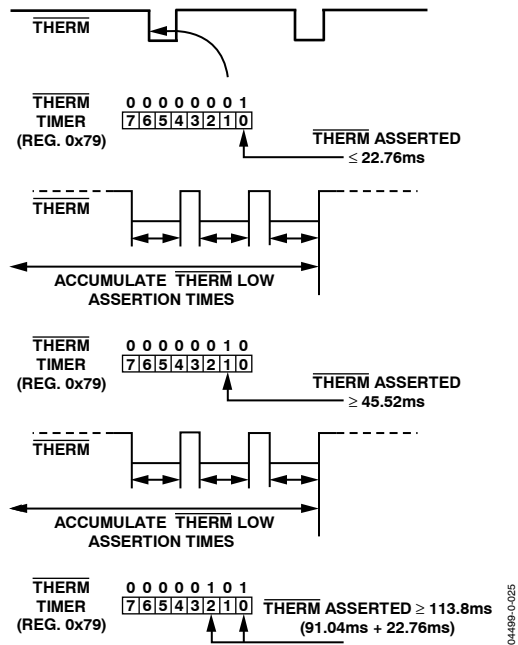 THERM
THERM
TIMER
(REG. 0x79)
0 0 0 0 0 0 0 1
7 6 5 4 3 2 1 0
THERM ASSERTED
≤ 22.76ms
THERM
ACCUMULATE THERM LOW
ASSERTION TIMES
THERM
TIMER
(REG. 0x79)
0 0 0 0 0 0 1 0
7 6 5 4 3 2 1 0
THERM ASSERTED
≥ 45.52ms
THERM
ACCUMULATE THERM LOW
ASSERTION TIMES
THERM
TIMER
(REG. 0x79)
0 0 0 0 0 1 0 1
7 6 5 4 3 2 1 0
THERM ASSERTED ≥ 113.8ms
(91.04ms + 22.76ms)
04499-0-025